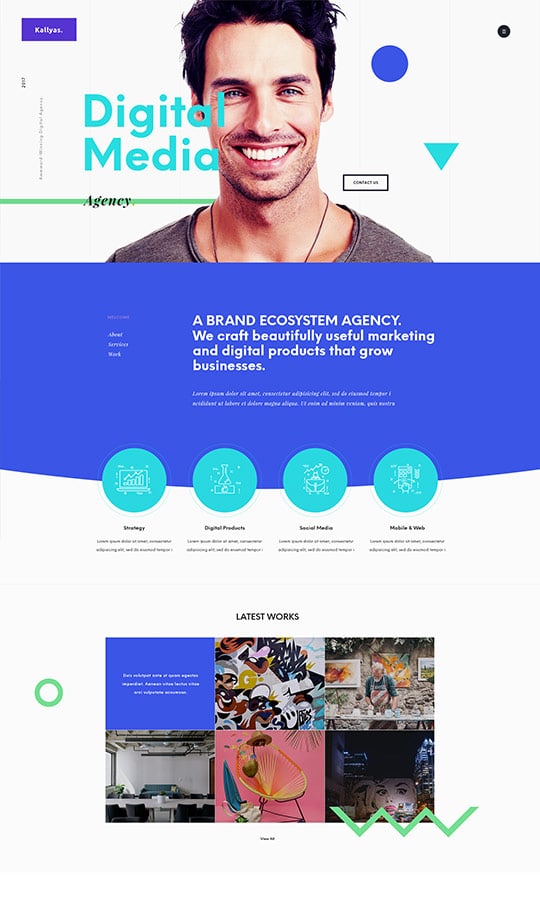 Kallyas.
2017
Awward-Winning Digital Agency.
Digital
Media
Agency.
CONTACT US
WELCOME
About
Services
Work
A BRAND ECOSYSTEM AGENCY.
We craft beautifully useful marketing
and digital products that grow
businesses.
Lorem ipsum dolor sit amet, consectetur adipisicing elit, sed do eiusmod tempor i
ncididunt ut labore et dolore magna aliqua. Ut enim ad minim veniam, quis nostru
Strategy
Lorem ipsum dolor sit amet, consectetur
adipisicing elit, sed do eiusmod tempor i
Digital Products
Lorem ipsum dolor sit amet, consectetur
adipisicing elit, sed do eiusmod tempor i
Social Media
Lorem ipsum dolor sit amet, consectetur
adipisicing elit, sed do eiusmod tempor i
Mobile & Web
Lorem ipsum dolor sit amet, consectetur
adipisicing elit, sed do eiusmod tempor i
LATEST WORKS
Duis volutpat ante ut quam egestas
imperdiet. Aenean vitae lectus vitae
orci vulputate accumsan.
View All